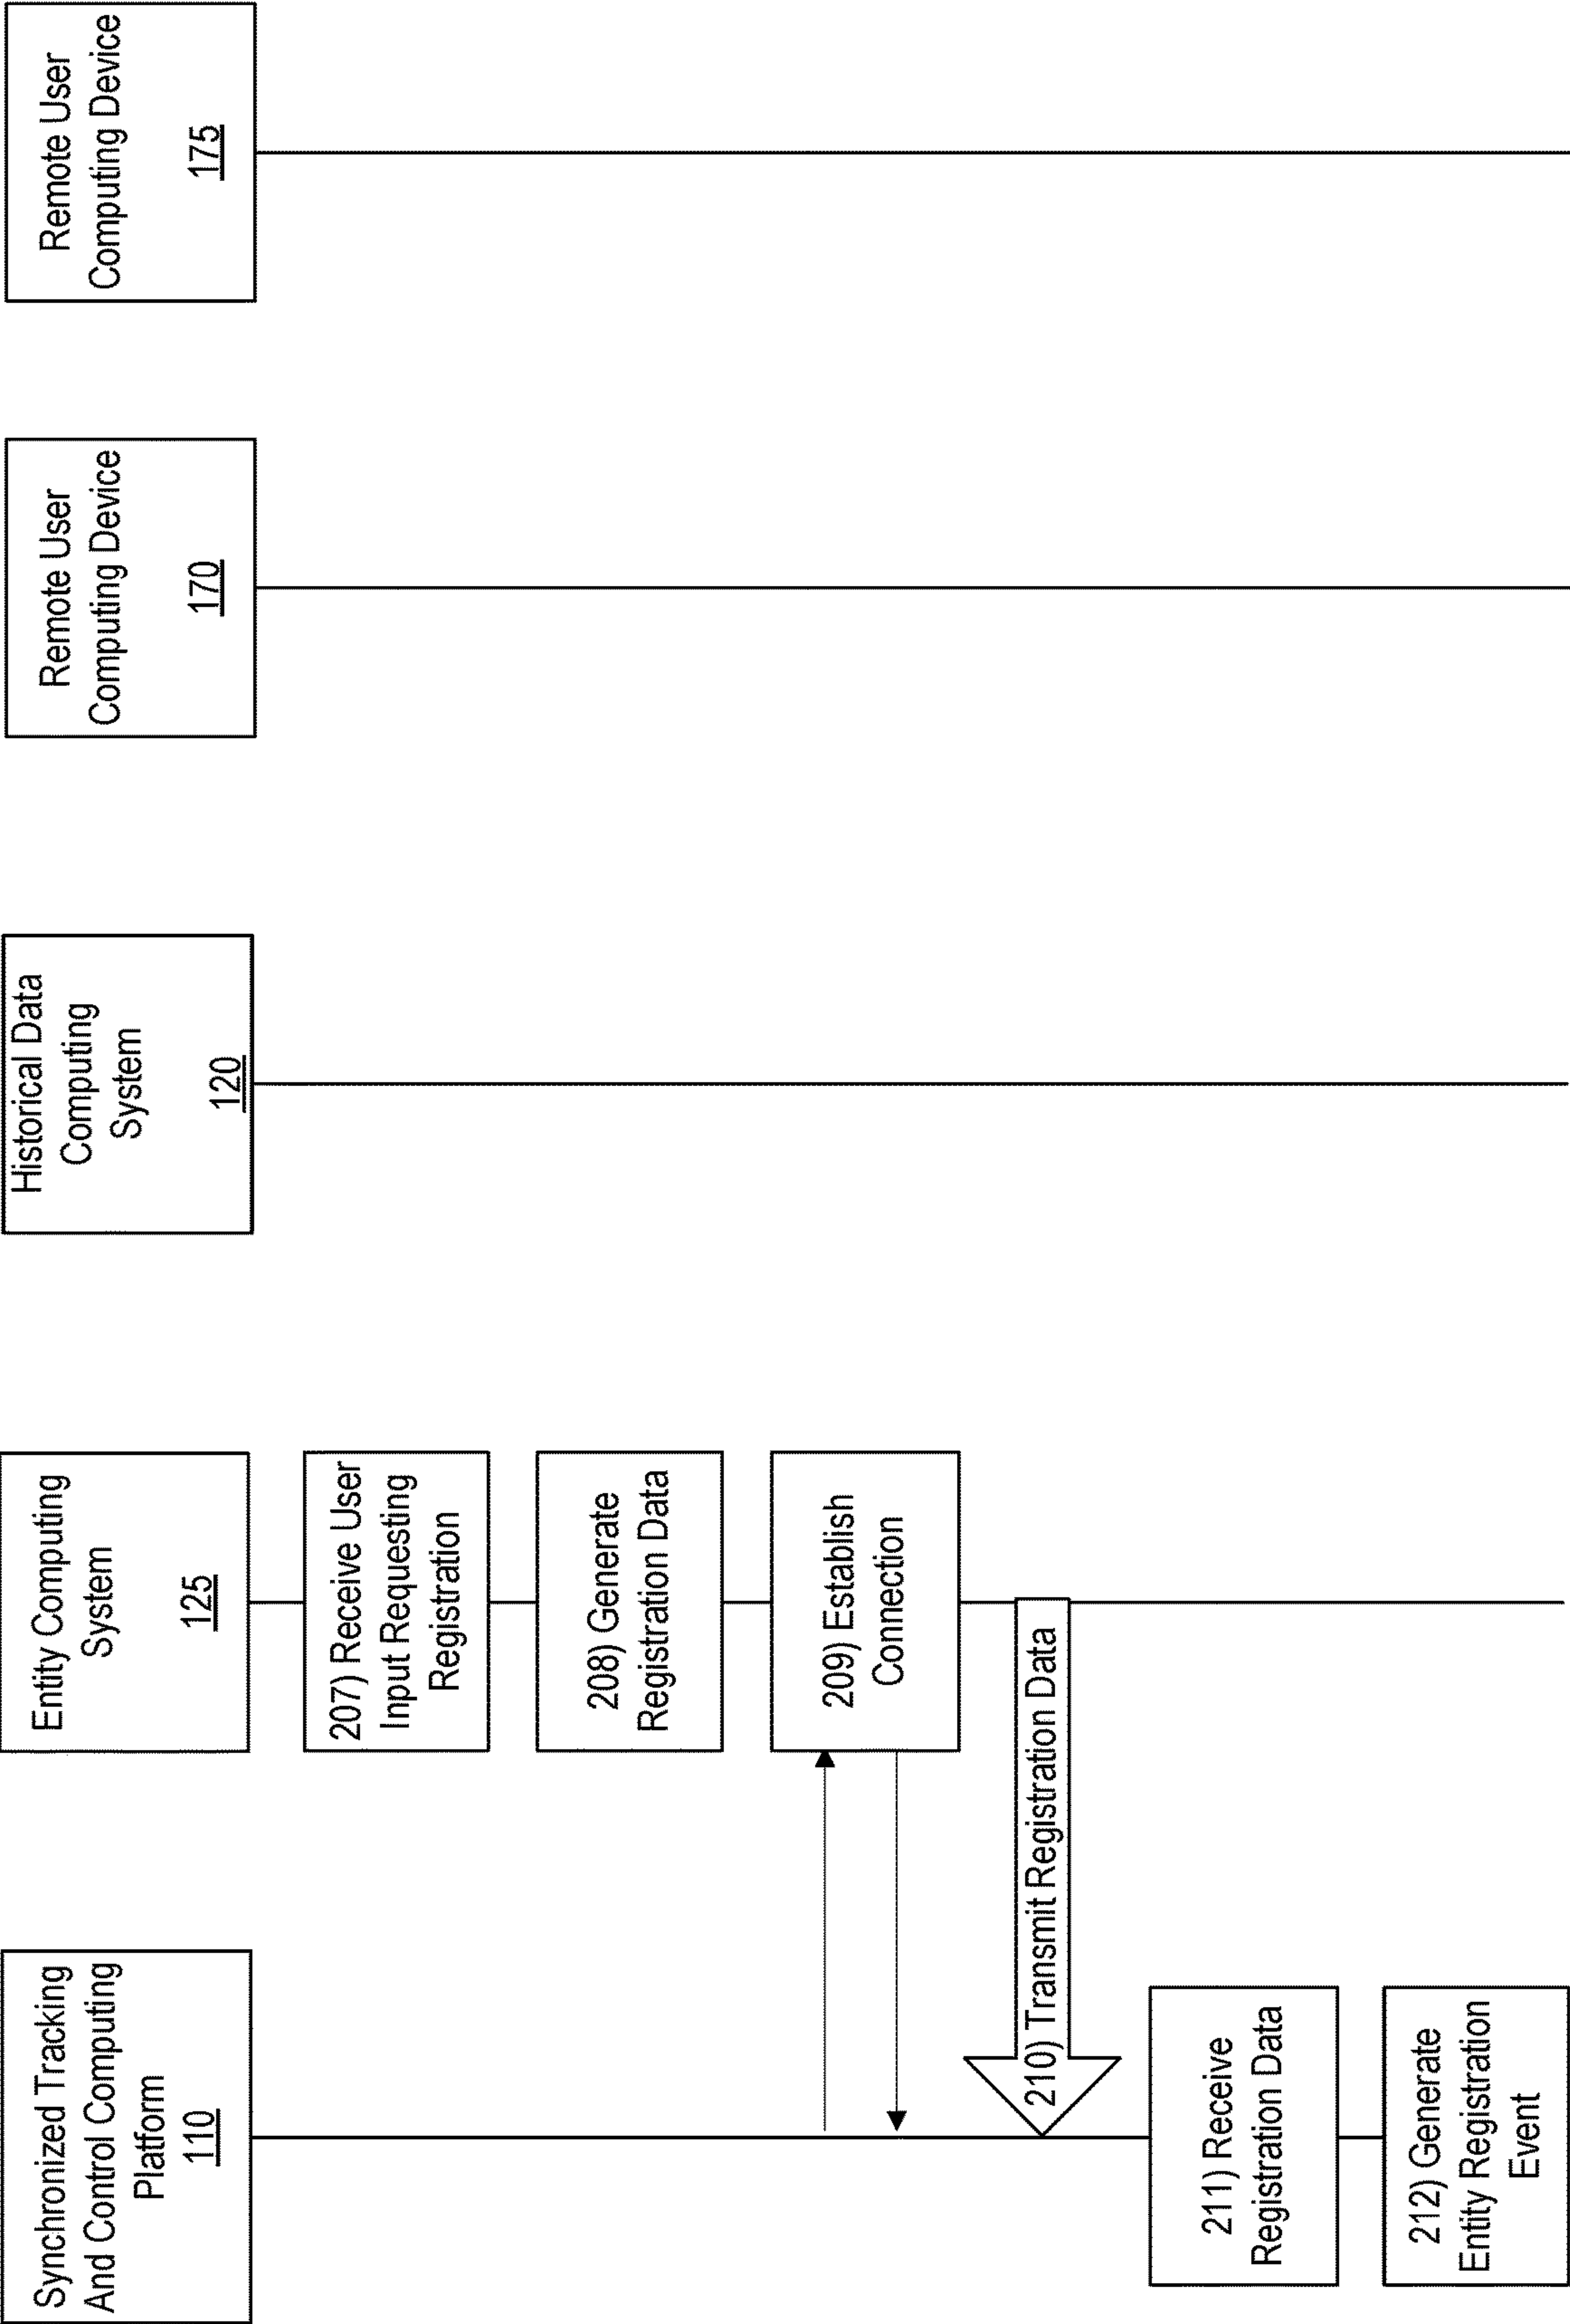 Synchronized Tracking
And Control Computing
Platform
110
Entity Computing
System
125
Historical Data
Computing
System
120
Remote User
Computing Device
170
Remote User
Computing Device
175
207) Receive User
Input Requesting
Registration
208) Generate
Registration Data
209) Establish
Connection
210) Transmit Registration Data
211) Receive
Registration Data
212) Generate
Entity Registration
Event